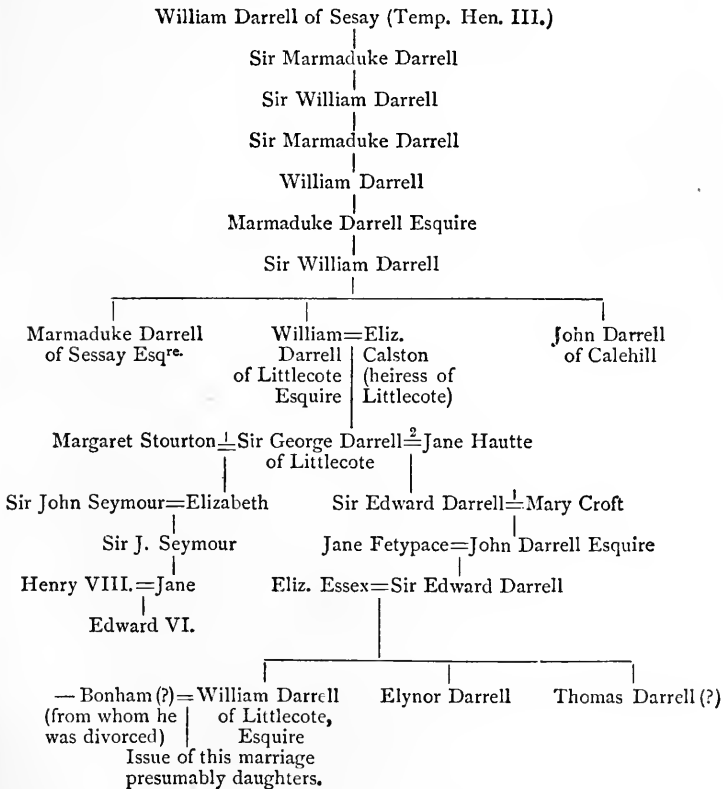 William Darrell of Sesay (Temp. Hen. III.)
Sir Marmaduke Darrell
Sir William Darrell
Sir Marmaduke Darrell
William Darrell
Marmaduke Darrell Esquire
Sir William Darrell
Marmaduke Darrell
of Sessay Esqre.
William=Eliz.
Darrell Calston
of Littlecote (heiress of
Esquire Littlecote)
John Darrell
of Calehill
Margaret Stourton 1= Sir George Darrell 2= Jane Hautte
of Littlecote
Sir John Seymour=Elizabeth Sir Edward Darrell 1= Mary Croft
Sir J. Seymour Jane Fetypace=John Darrell Esquire
Henry VIII.=Jane Eliz. Essex=Sir Edward Darrell
Edward VI.
— Bonham (?)= William Darrell
(from whom he of Littlecote,
was divorced) Esquire
Issue of this marriage
presumably daughters.
Elynor Darrell
Thomas Darrell (?)